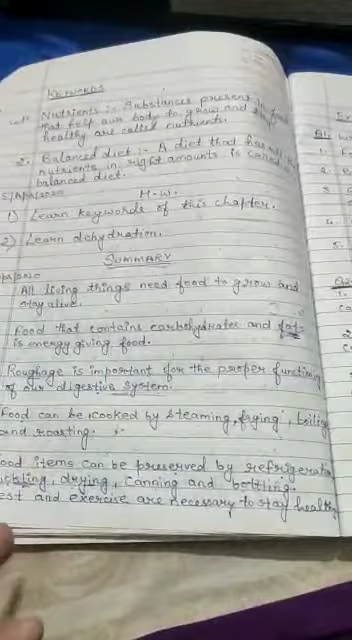 KEYWORDS
Nutrients :- Substances present in
that help our body to grow and
healthy are called nutrients.
2. Balanced diet :- A diet that has
nutrients in right amounts is called
balanced diet.
H.W.
1) Learn keywords of this chapter.
2) Learn dehydration.
SUMMARY
All living things need food to grow and
stay alive.
Food that contains carbohydrates and fats
is energy giving food.
Roughage is important for the proper functioning
of our digestive system.
Food can be cooked by steaming, frying, boiling
and roasting.
food items can be preserved by refrigeration
pickling, drying, canning and bottling.
rest and exercise are necessary to stay healthy